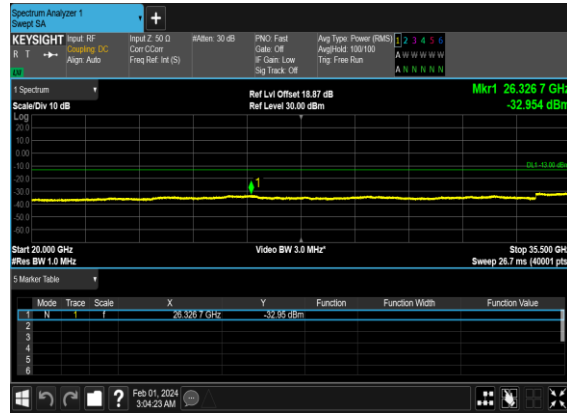 Spectrum Analyzer 1
Swept SA
+
KEYSIGHT Input: RF Input Z: 50 Ω #Atten: 30 dB PNO: Fast Avg Type: Power (RMS) 1 2 3 4 5 6
R T Coupling: DC Corr CCorr Gate: Off Avg|Hold: 100/100 A W W W W W
Align: Auto Freq Ref: Int (S) IF Gain: Low Trig: Free Run A N N N N N
Sig Track: Off
1 Spectrum Ref Lvl Offset 18.87 dB Mkr1 26.326 7 GHz
Scale/Div 10 dB Ref Level 30.00 dBm -32.954 dBm
Log
20.0
10.0
0.00
-10.0
DL1 -13.00 dBm
-20.0
1
-30.0
-40.0
-50.0
-60.0
Start 20.000 GHz Video BW 3.0 MHz* Stop 35.500 GHz
#Res BW 1.0 MHz Sweep 26.7 ms (40001 pts)
5 Marker Table
Mode Trace Scale X Y Function Function Width Function Value
1 N 1 f 26.326 7 GHz -32.95 dBm
2
3
4
5
6
? Feb 01, 2024
3:04:23 AM